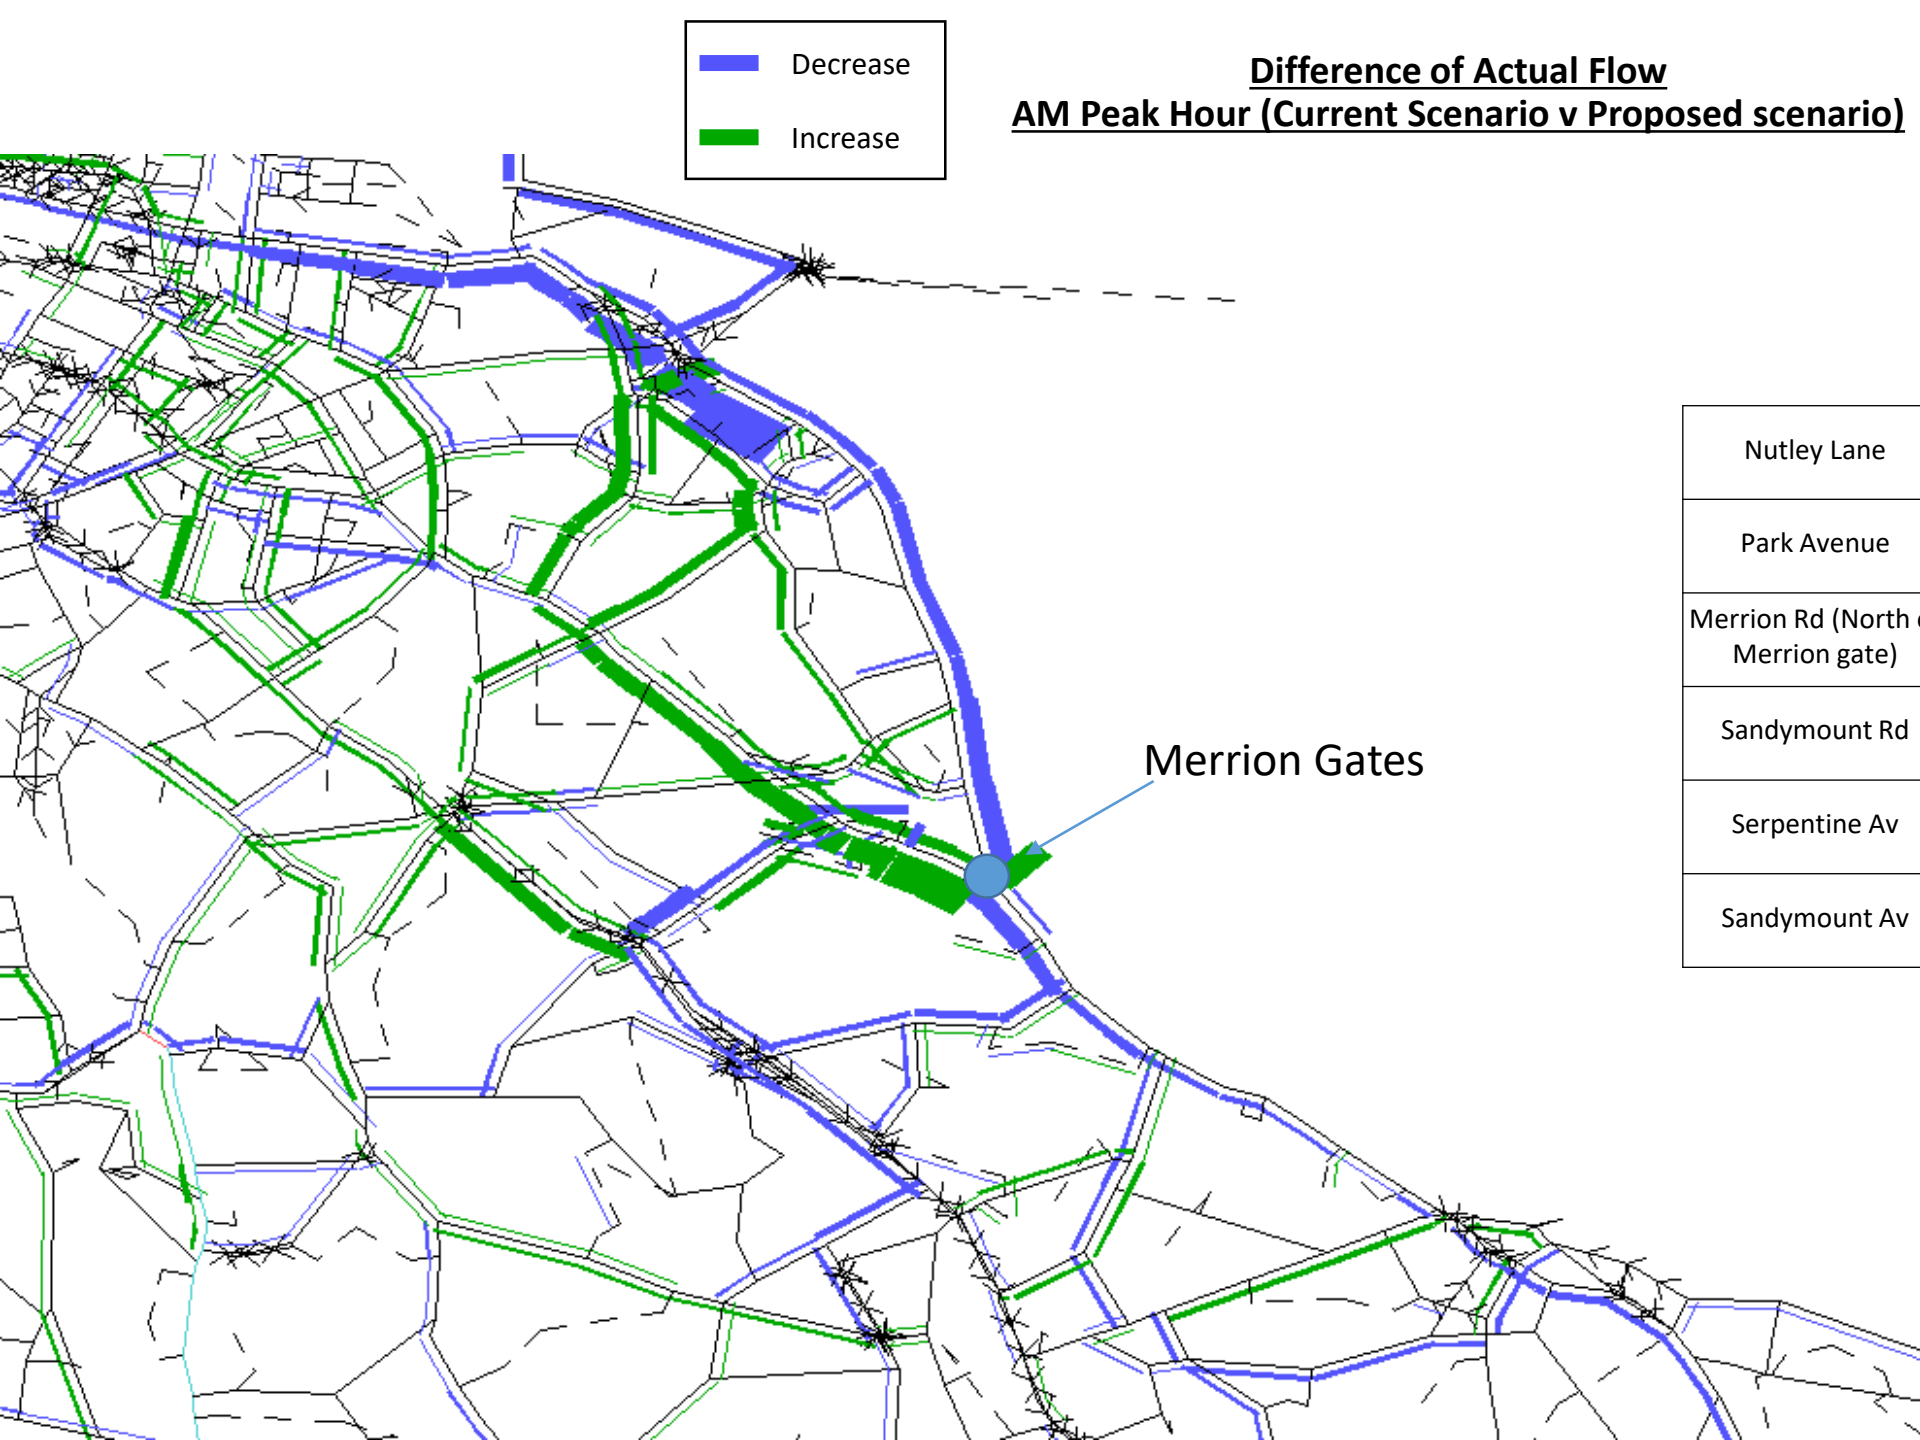 Decrease
Increase
Difference of Actual Flow
AM Peak Hour (Current Scenario v Proposed scenario)
Nutley Lane
Park Avenue
Merrion Rd (North
Merrion gate)
Sandymount Rd
Serpentine Av
Sandymount Av
Merrion Gates